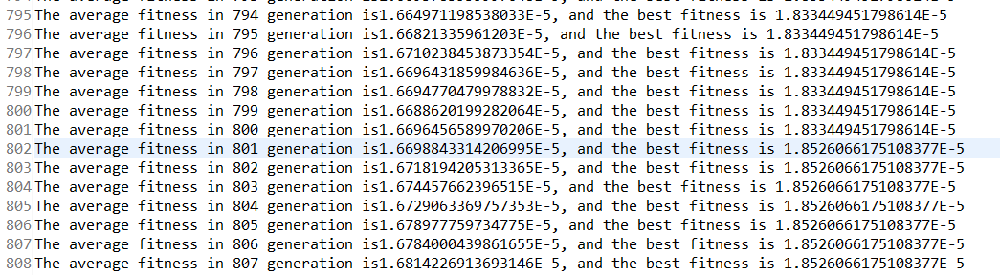 795 The average fitness in 794 generation is1.664971198538033E-5, and the best fitness is 1.833449451798614E-5
796 The average fitness in 795 generation is1.66821335961203E-5, and the best fitness is 1.833449451798614E-5
797 The average fitness in 796 generation is1.6710238453873354E-5, and the best fitness is 1.833449451798614E-5
798 The average fitness in 797 generation is1.6696431859984636E-5, and the best fitness is 1.833449451798614E-5
799 The average fitness in 798 generation is1.6694770479978832E-5, and the best fitness is 1.833449451798614E-5
800 The average fitness in 799 generation is1.6688620199282064E-5, and the best fitness is 1.833449451798614E-5
801 The average fitness in 800 generation is1.6696456589970206E-5, and the best fitness is 1.833449451798614E-5
802 The average fitness in 801 generation is1.6698843314206995E-5, and the best fitness is 1.8526066175108377E-5
803 The average fitness in 802 generation is1.6718194205313365E-5, and the best fitness is 1.8526066175108377E-5
804 The average fitness in 803 generation is1.674457662396515E-5, and the best fitness is 1.8526066175108377E-5
805 The average fitness in 804 generation is1.6729063369757353E-5, and the best fitness is 1.8526066175108377E-5
806 The average fitness in 805 generation is1.678977759734775E-5, and the best fitness is 1.8526066175108377E-5
807 The average fitness in 806 generation is1.6784000439861655E-5, and the best fitness is 1.8526066175108377E-5
808 The average fitness in 807 generation is1.6814226913693146E-5, and the best fitness is 1.8526066175108377E-5